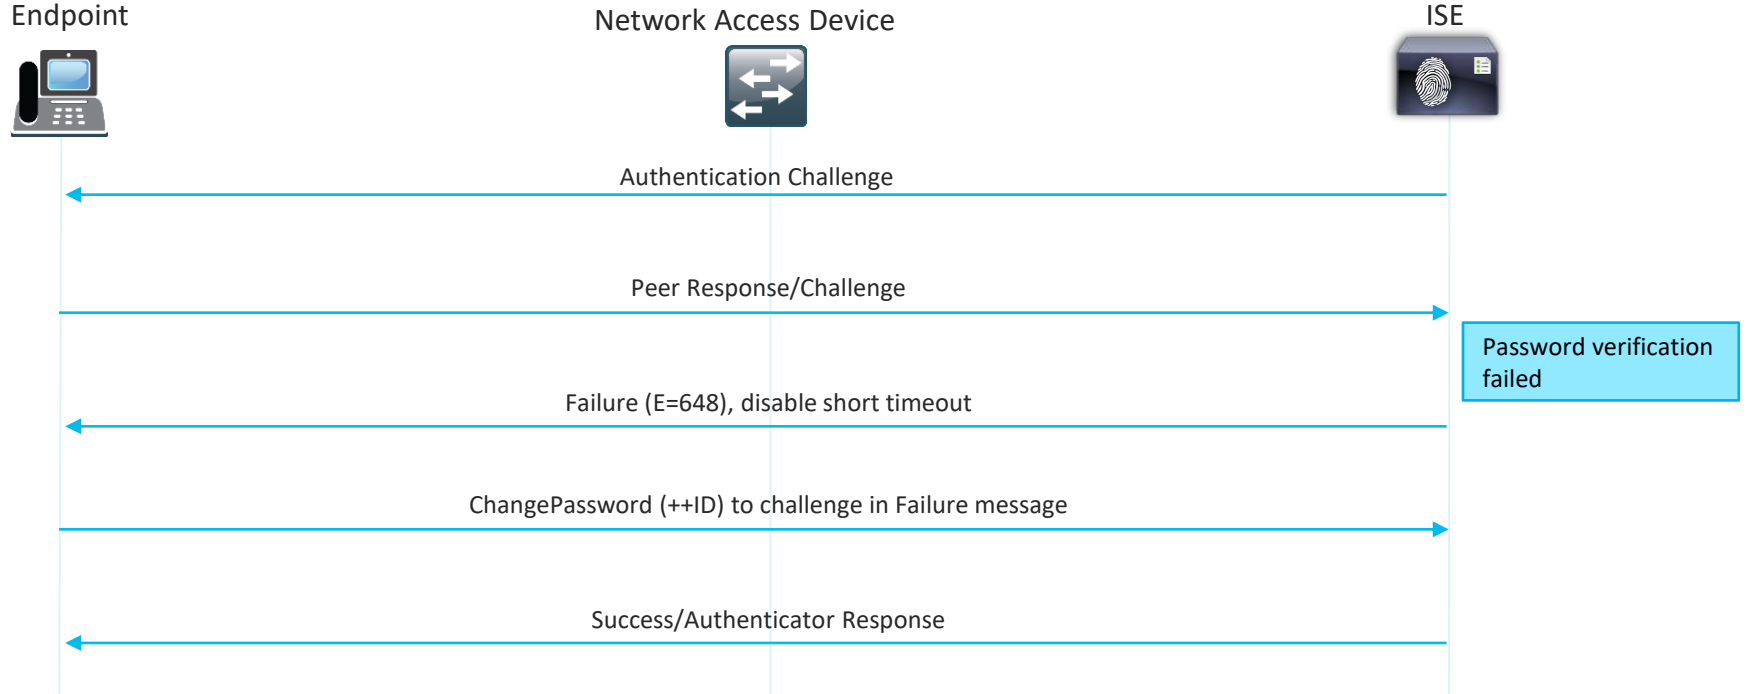 Endpoint
Network Access Device
ISE
Authentication Challenge
Peer Response/Challenge
Password verification
failed
Failure (E=648), disable short timeout
ChangePassword (++ID) to challenge in Failure message
Success/Authenticator Response